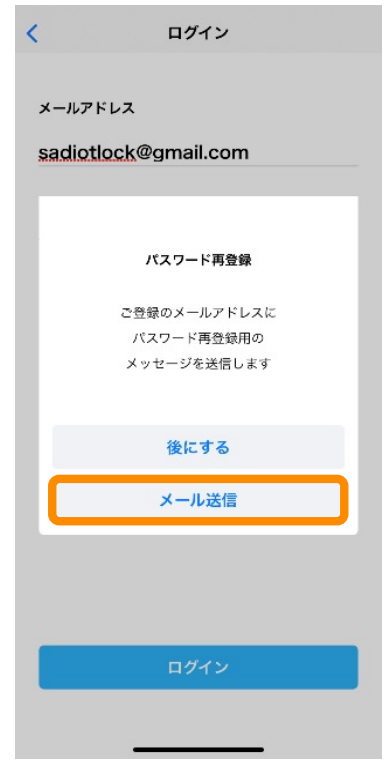 ログイン
メールアドレス
sadiotlock@gmail.com
パスワード再登録
ご登録のメールアドレスに
パスワード再登録用の
メッセージを送信します
後にする
メール送信
ログイン